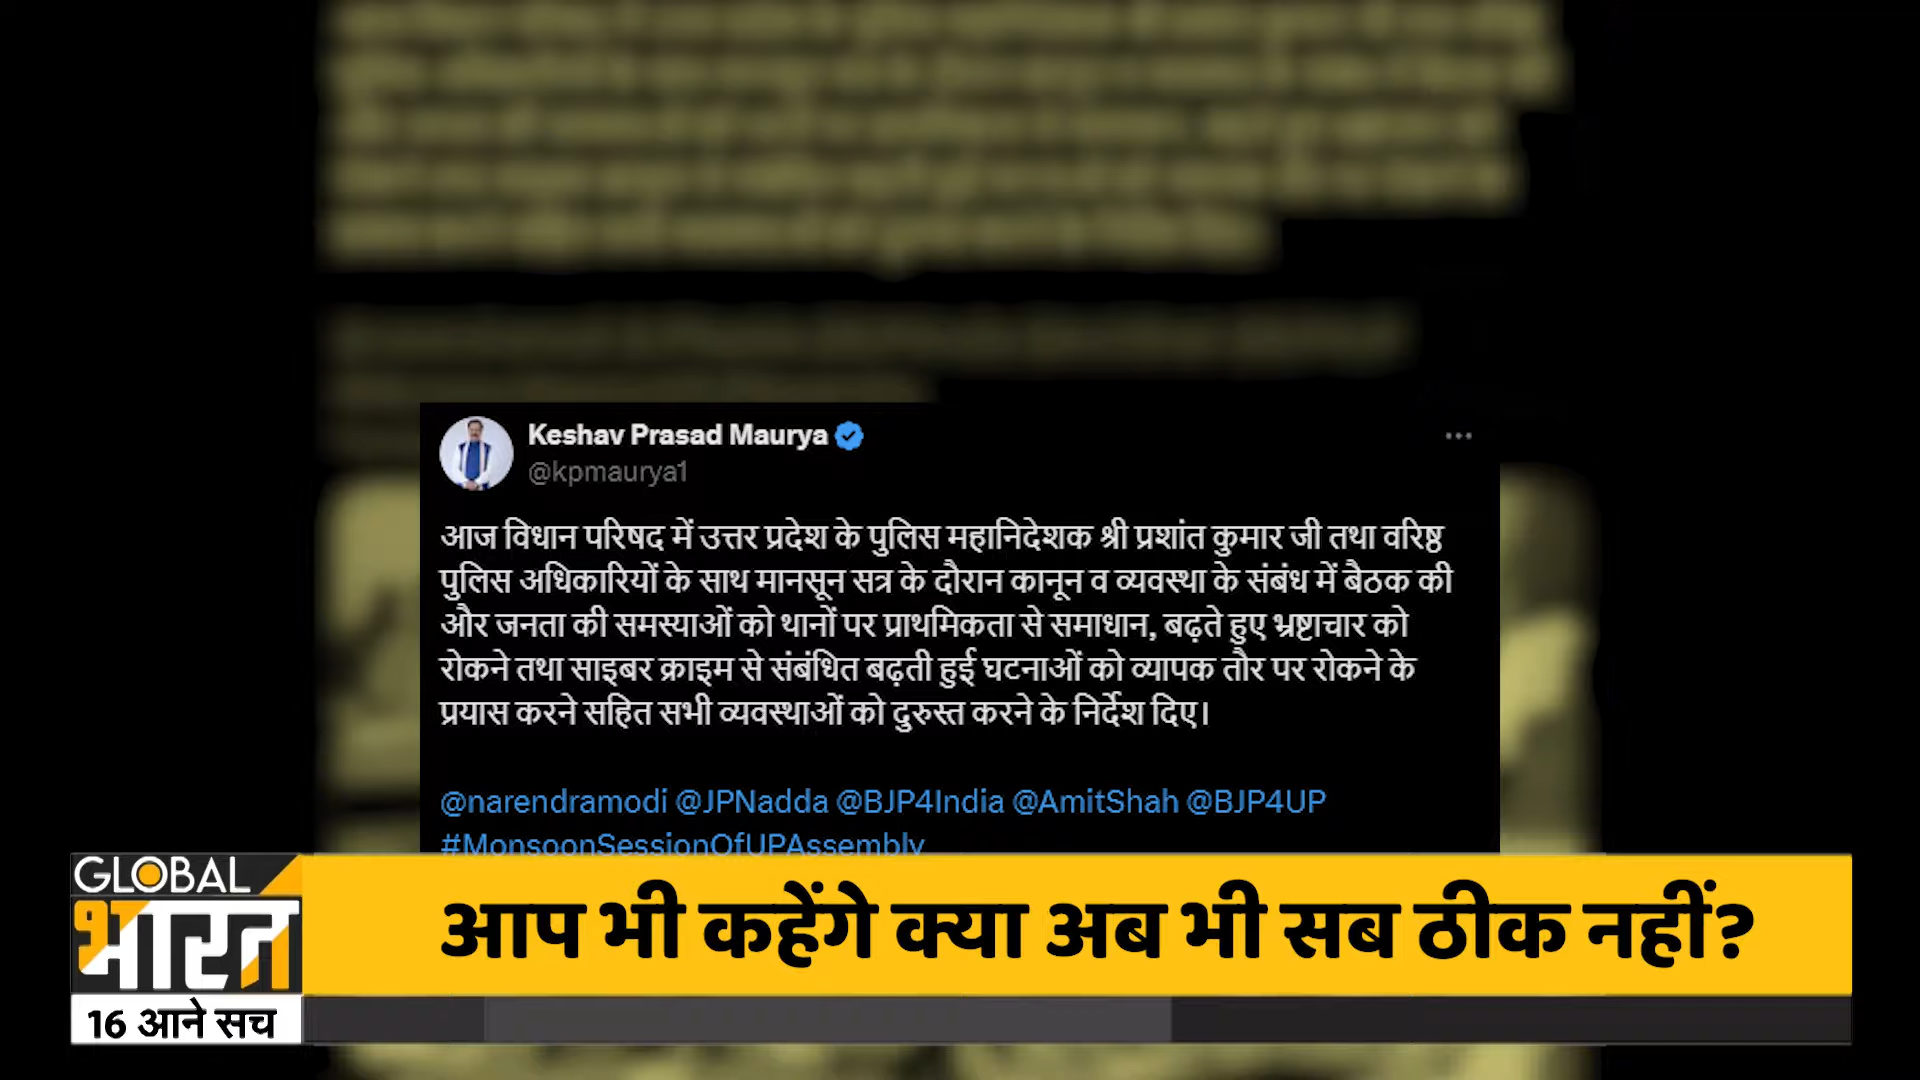 Keshav Prasad Maurya
@kpmaurya1
आज विधान परिषद में उत्तर प्रदेश के पुलिस महानिदेशक श्री प्रशांत कुमार जी तथा वरिष्ठ
पुलिस अधिकारियों के साथ मानसून सत्र के दौरान कानून व व्यवस्था के संबंध में बैठक की
और जनता की समस्याओं को थानों पर प्राथमिकता से समाधान, बढ़ते हुए भ्रष्टाचार को
रोकने तथा साइबर क्राइम से संबंधित बढ़ती हुई घटनाओं को व्यापक तौर पर रोकने के
प्रयास करने सहित सभी व्यवस्थाओं को दुरुस्त करने के निर्देश दिए।
@narendramodi @JPNadda @BJP4India @AmitShah @BJP4UP
#MonsoonSessionOfUPAssembly
GLOBAL
भारत
16 आने सच
आप भी कहेंगे क्या अब भी सब ठीक नहीं?